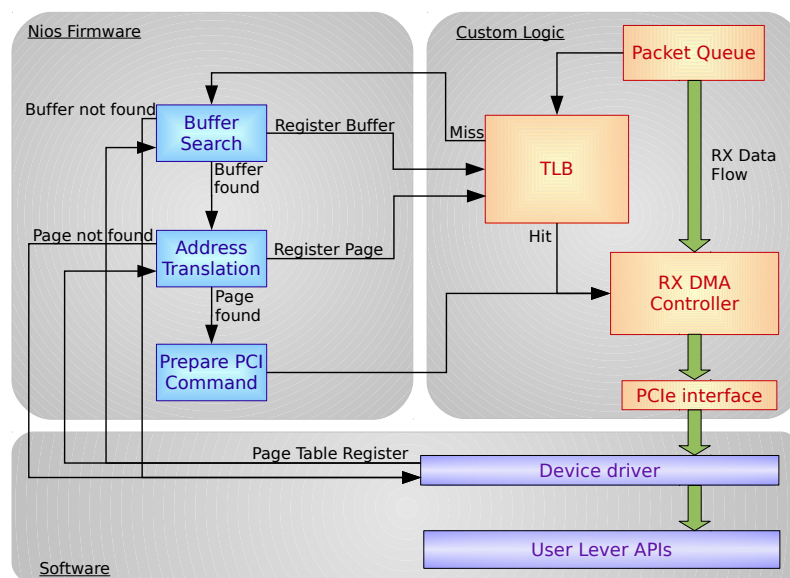 Nios Firmware
Custom Logic
Packet Queue
Buffer not found
Buffer
Search
Register Buffer
Miss
TLB
RX Data
Flow
Buffer
found
Page not found
Address
Translation
Register Page
Hit
RX DMA
Controller
Page
found
Prepare PCI
Command
PCIe interface
Page Table Register
Device driver
User Lever APIs
Software